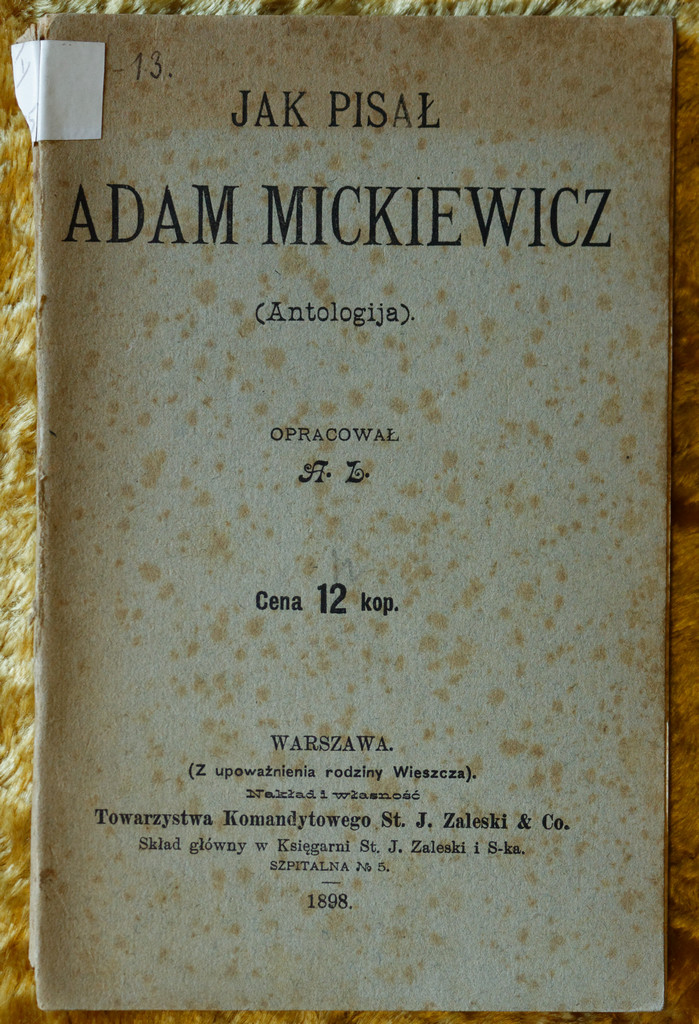 -13.
JAK PISAŁ
ADAM MICKIEWICZ
(Antologija).
OPRACOWAŁ
A. L.
Cena 12 kop.
WARSZAWA.
(Z upoważnienia rodziny Wieszcza).
Nakład i własność
Towarzystwa Komandytowego St. J. Zaleski & Co.
Skład główny w Księgarni St. J. Zaleski i S-ka.
SZPITALNA № 5.
1898.